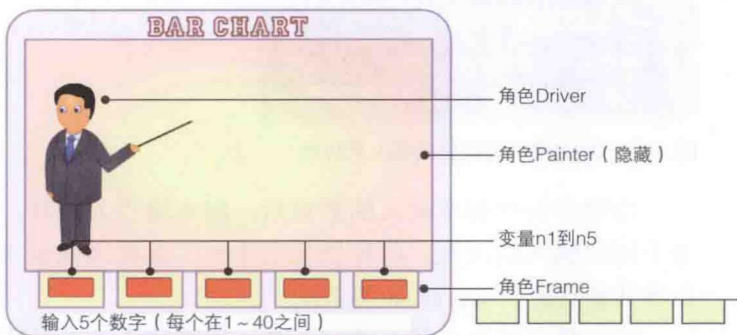 BAR CHART
角色Driver
角色Painter（隐藏）
变量n1到n5
角色Frame
输入5个数字（每个在1～40之间）